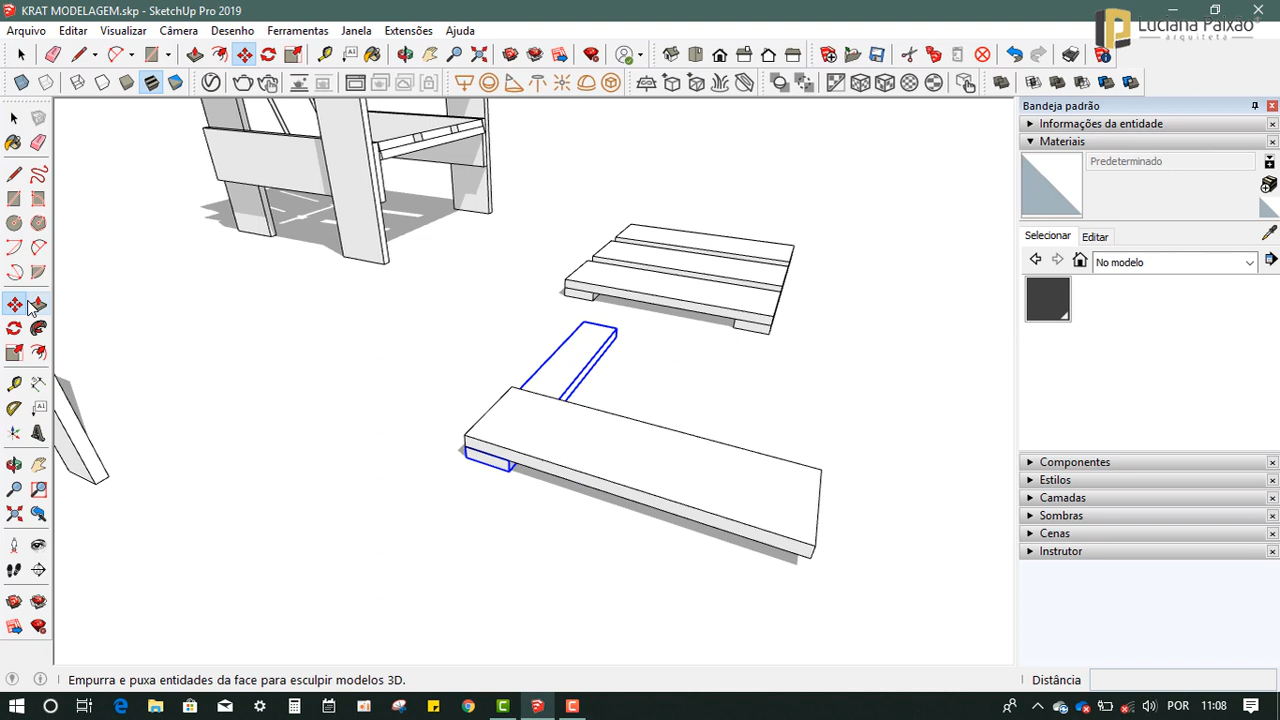 KRAT MODELAGEM.skp - SketchUp Pro 2019
Luciana Paixão
arquiteta
Arquivo Editar Visualizar Câmera Desenho Ferramentas Janela Extensões Ajuda
Bandeja padrão
Informações da entidade
Materiais
Predeterminado
Selecionar Editar
No modelo
Componentes
Estilos
Camadas
Sombras
Cenas
Instrutor
Empurra e puxa entidades da face para esculpir modelos 3D.
Distância
POR 11:08